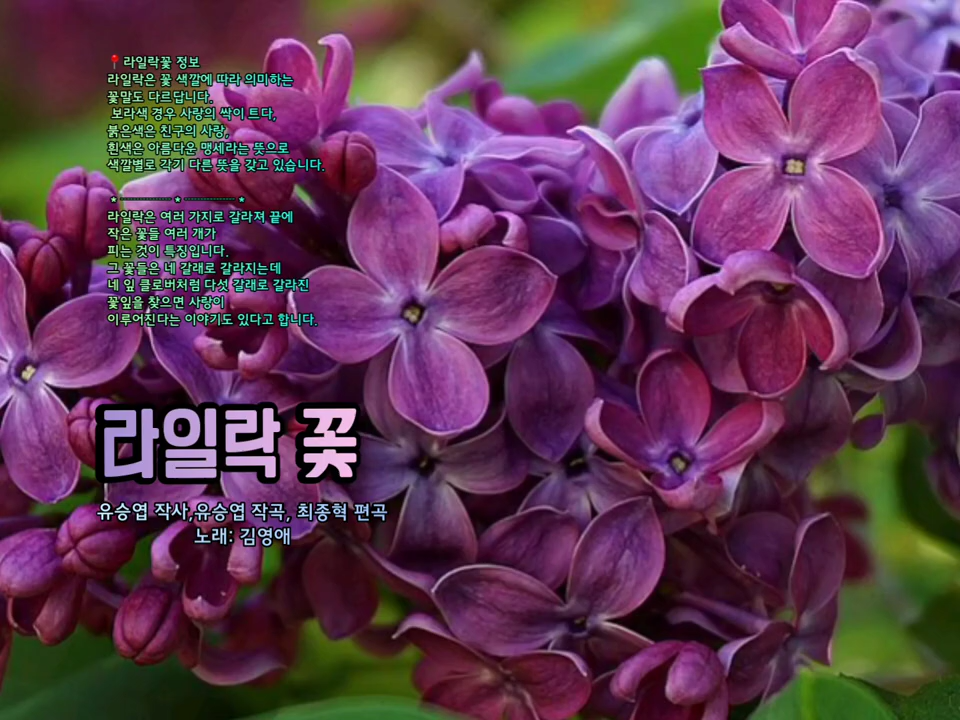 📍라일락꽃 정보
라일락은 꽃 색깔에 따라 의미하는
꽃말도 다르답니다.
보라색 경우 사랑의 싹이 트다,
붉은색은 친구의 사랑,
흰색은 아름다운 맹세라는 뜻으로
색깔별로 각기 다른 뜻을 갖고 있습니다.
★ --------------- ★ --------------- ★
라일락은 여러 가지로 갈라져 끝에
작은 꽃들 여러 개가
피는 것이 특징입니다.
그 꽃들은 네 갈래로 갈라지는데
네 잎 클로버처럼 다섯 갈래로 갈라진
꽃잎을 찾으면 사랑이
이루어진다는 이야기도 있다고 합니다.
라일락 꽃
유승엽 작사,유승엽 작곡, 최종혁 편곡
노래: 김영애